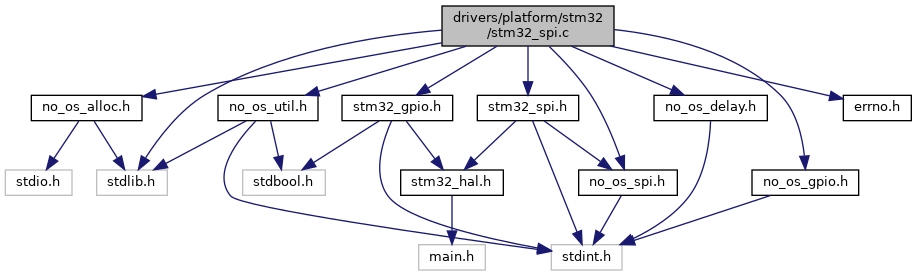 drivers/platform/stm32
/stm32_spi.c
no_os_alloc.h
no_os_util.h
stm32_gpio.h
stm32_spi.h
no_os_delay.h
errno.h
stdio.h
stdlib.h
stdbool.h
stm32_hal.h
no_os_spi.h
no_os_gpio.h
main.h
stdint.h